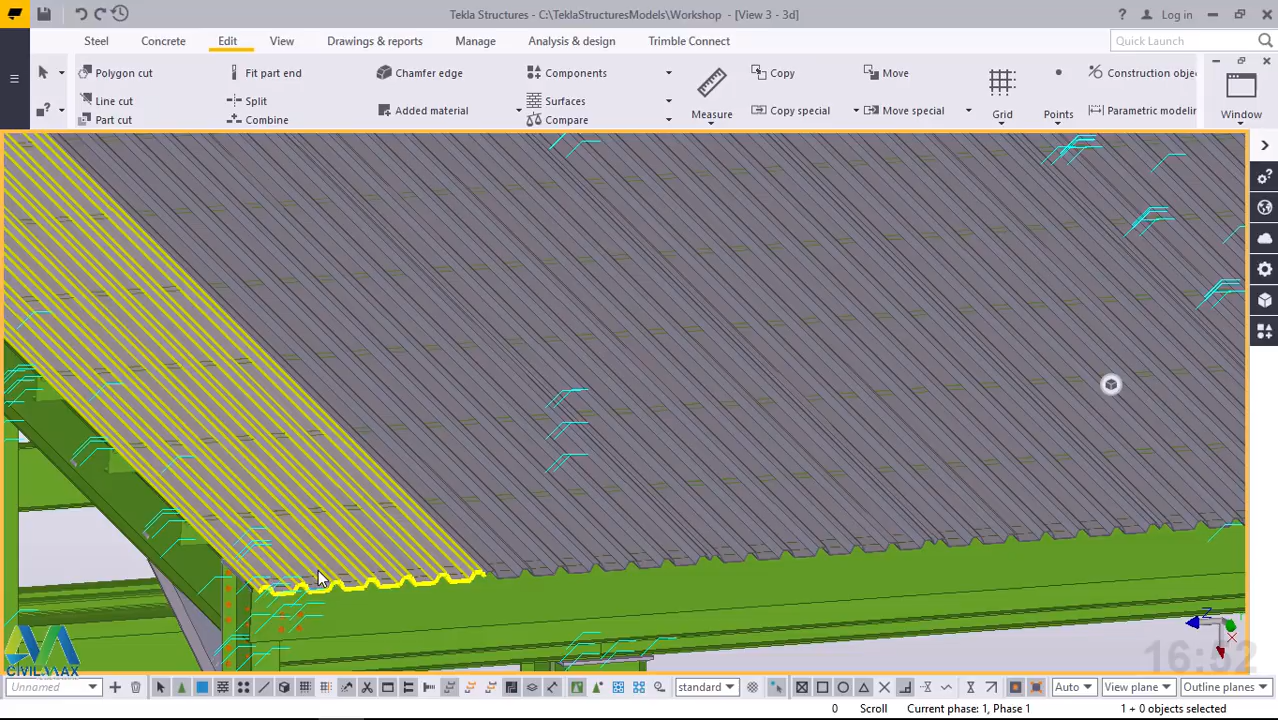 Tekla Structures - C:\TeklaStructuresModels\Workshop - [View 3 - 3d]
Log in
Steel Concrete Edit View Drawings & reports Manage Analysis & design Trimble Connect
Quick Launch
Polygon cut
Line cut
Part cut
Fit part end
Split
Combine
Chamfer edge
Added material
Components
Surfaces
Compare
Measure
Copy
Copy special
Move
Move special
Grid
Points
Construction obje
Parametric modelin
Window
Z
16:52
CIVILMAX
Unnamed
standard
Auto
View plane
Outline planes
0 Scroll Current phase: 1, Phase 1 1 + 0 objects selected